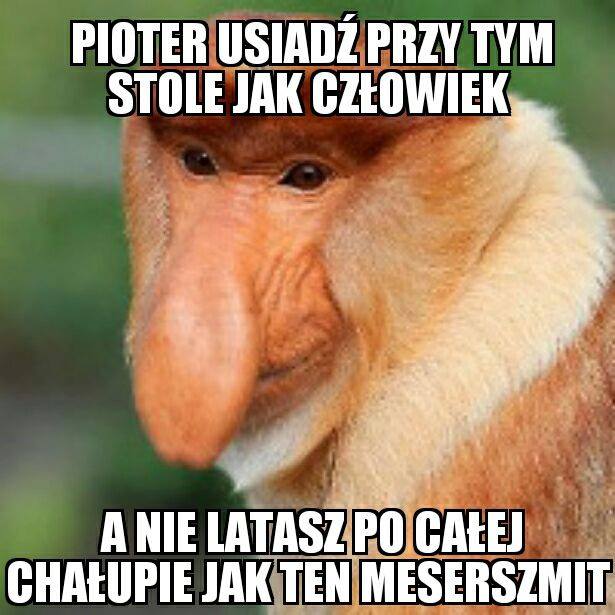 PIOTER USIADŹ PRZY TYM
STOLE JAK CZŁOWIEK
A NIE LATASZ PO CAŁEJ
CHAŁUPIE JAK TEN MESERSZMIT